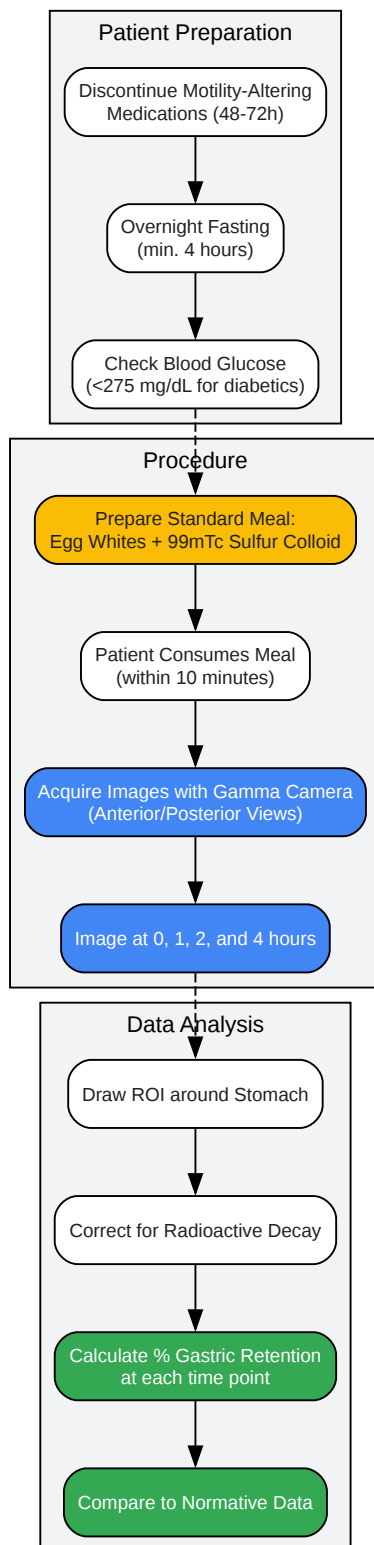 Patient Preparation
Discontinue Motility-Altering
Medications (48-72h)
Overnight Fasting
(min. 4 hours)
Check Blood Glucose
(<275 mg/dL for diabetics)
Procedure
Prepare Standard Meal:
Egg Whites + 99mTc Sulfur Colloid
Patient Consumes Meal
(within 10 minutes)
Acquire Images with Gamma Camera
(Anterior/Posterior Views)
Image at 0, 1, 2, and 4 hours
Data Analysis
Draw ROI around Stomach
Correct for Radioactive Decay
Calculate % Gastric Retention
at each time point
Compare to Normative Data